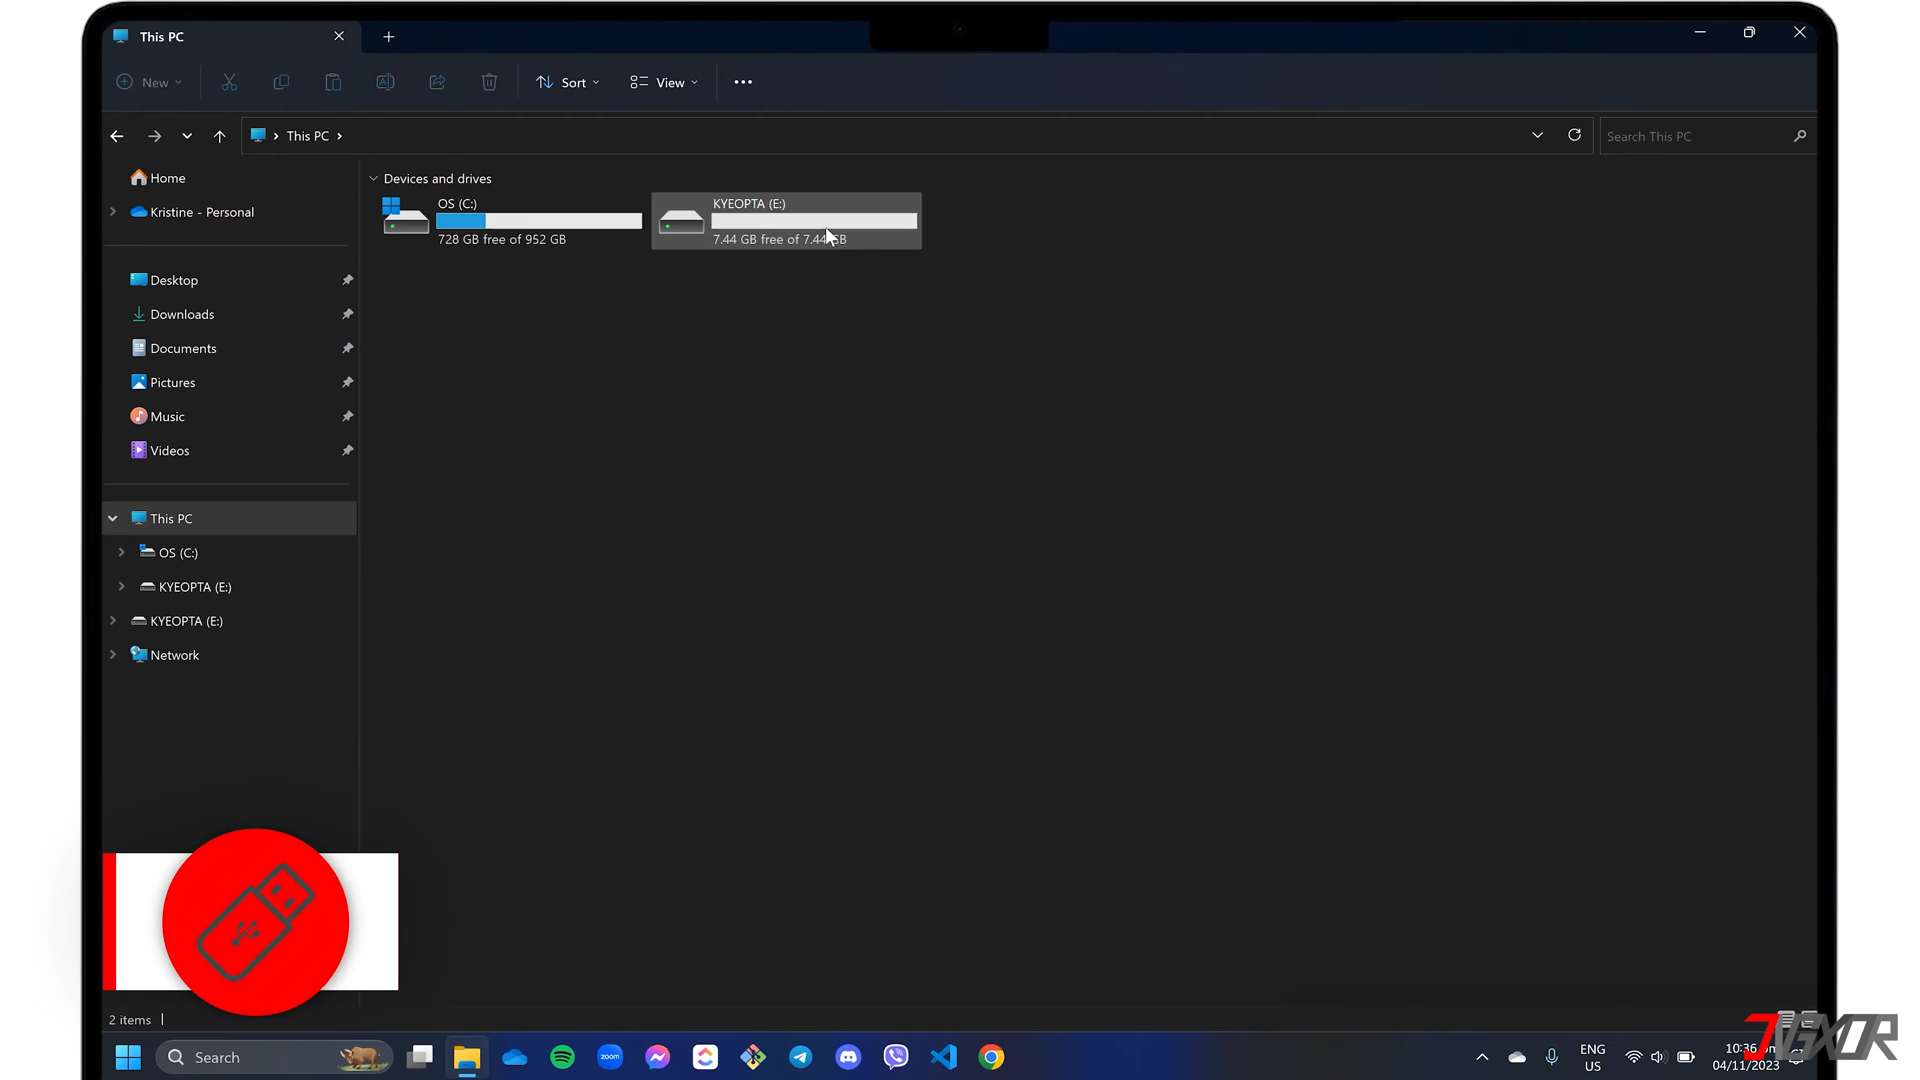 This PC
New
Sort
View
This PC
Search This PC
Home
Kristine - Personal
Desktop
Downloads
Documents
Pictures
Music
Videos
This PC
OS (C:)
KYEOPTA (E:)
KYEOPTA (E:)
Network
Devices and drives
OS (C:)
728 GB free of 952 GB
KYEOPTA (E:)
7.44 GB free of 7.44 GB
2 items
Search
zoom
ENG
US
10:36
04/11/2023
JGXOR